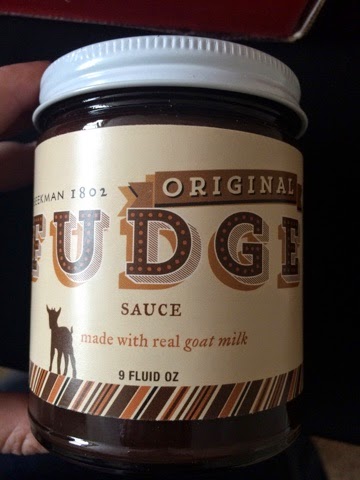 EEKMAN 1802
ORIGINAL
FUDGE
SAUCE
made with real goat milk
9 FLUID OZ